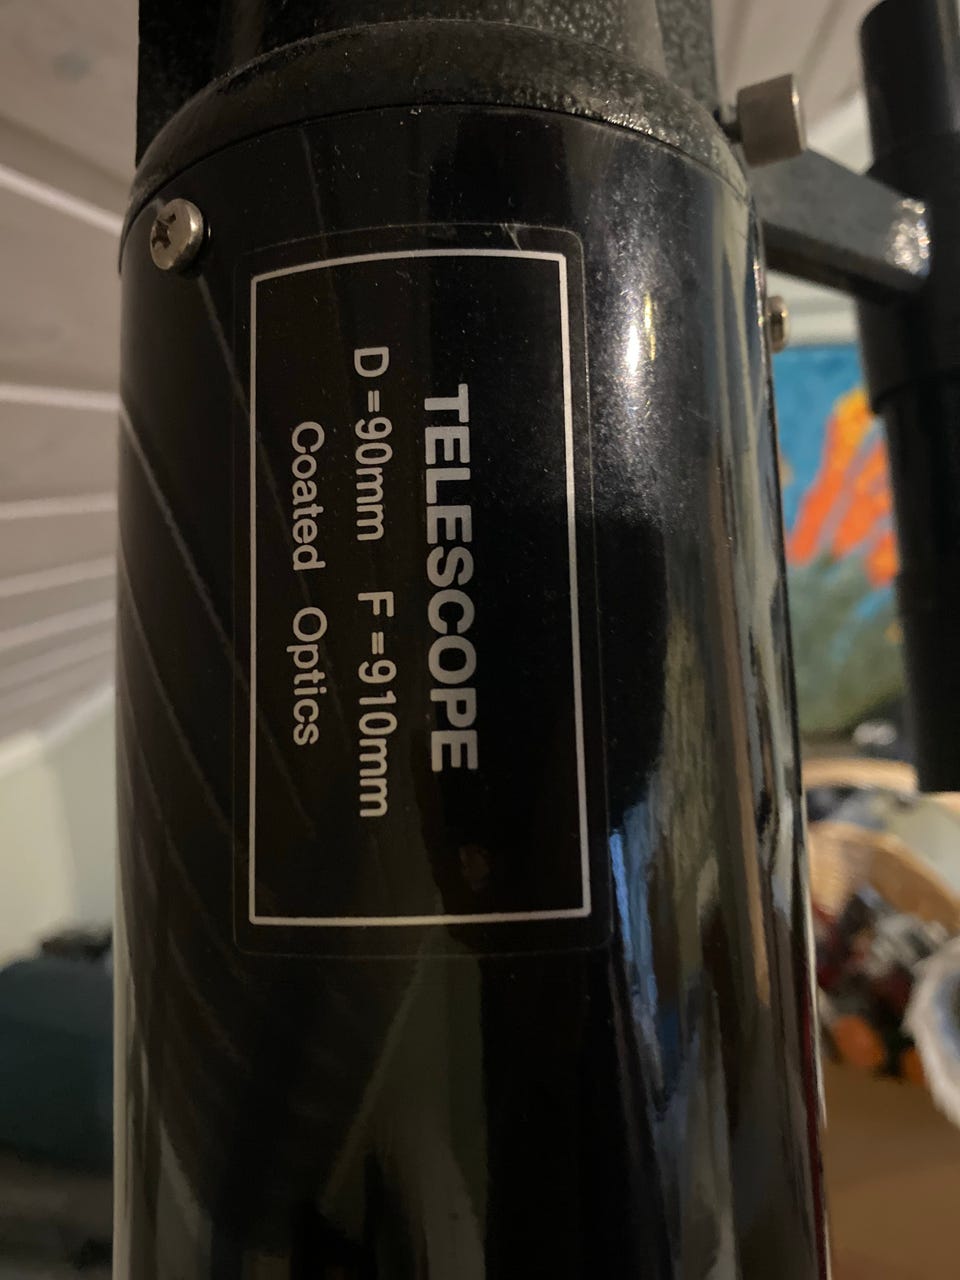 TELESCOPE
D=90mm F=910mm
Coated Optics